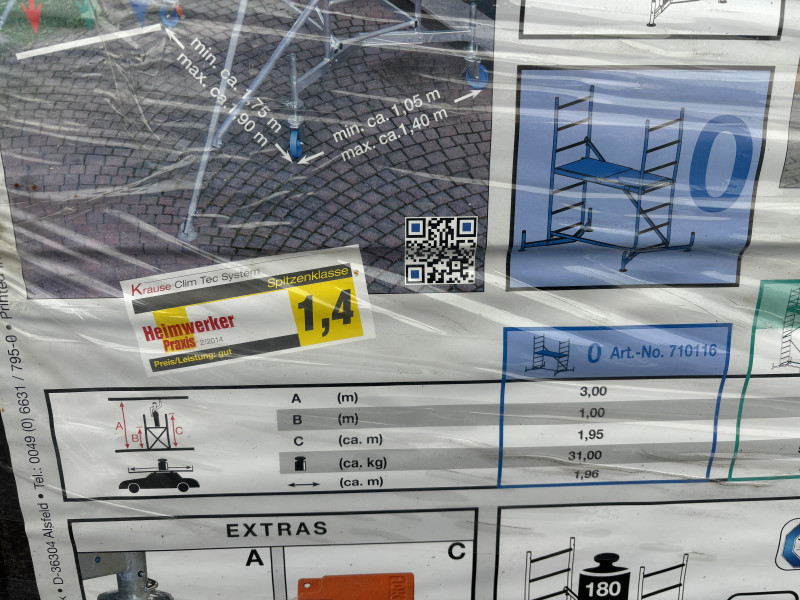 min. ca. 1,75 m
max. ca. 1,90 m
min. ca. 1,05 m
max. ca. 1,40 m
0
Krause Clim Tec System
Spitzenklasse
1,4
Heimwerker
Praxis 2/2014
Preis/Leistung: gut
0 Art.-No. 710116
A (m) 3,00
B (m) 1,00
C (ca. m) 1,95
(ca. kg) 31,00
(ca. m) 1,96
A
B
C
EXTRAS
A
C
180
D-36304 Alsfeld • Tel.: 0049 (0) 6631 / 795-0 •